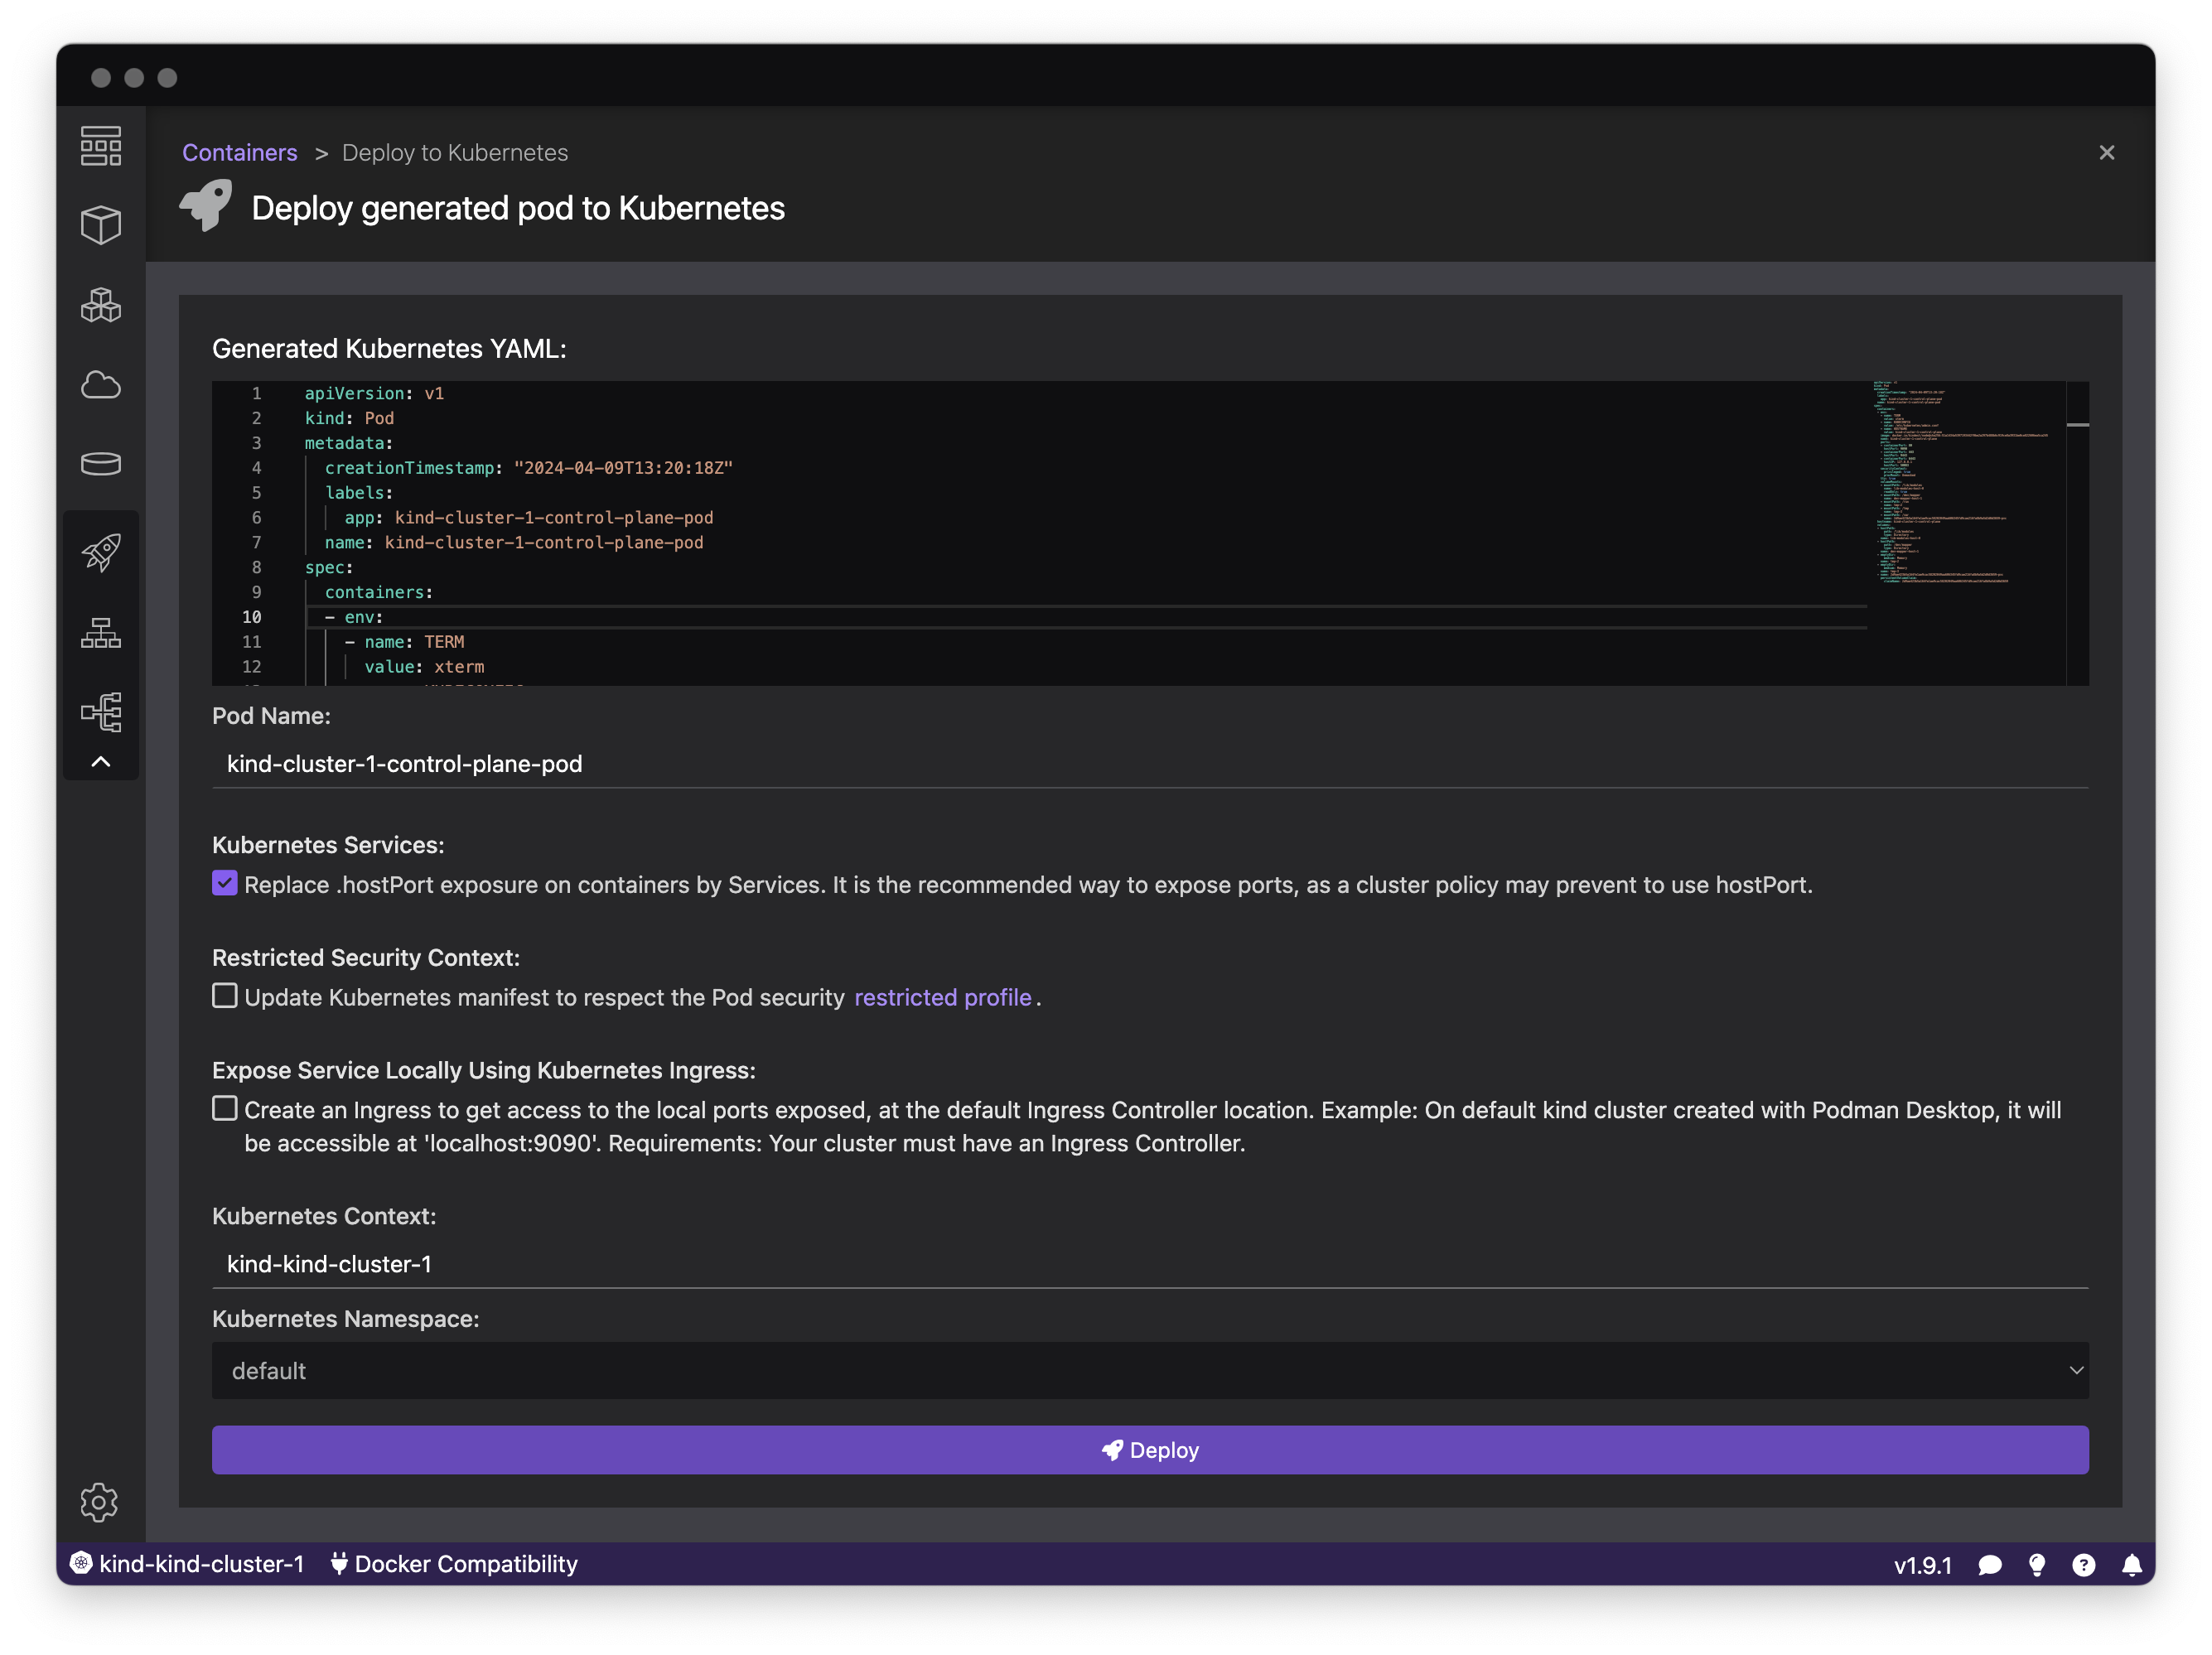 Containers > Deploy to Kubernetes
Deploy generated pod to Kubernetes
Generated Kubernetes YAML:
1 apiVersion: v1
2 kind: Pod
3 metadata:
4 creationTimestamp: "2024-04-09T13:20:18Z"
5 labels:
6 app: kind-cluster-1-control-plane-pod
7 name: kind-cluster-1-control-plane-pod
8 spec:
9 containers:
10 - env:
11 - name: TERM
12 value: xterm
Pod Name:
kind-cluster-1-control-plane-pod
Kubernetes Services:
Replace .hostPort exposure on containers by Services. It is the recommended way to expose ports, as a cluster policy may prevent to use hostPort.
Restricted Security Context:
Update Kubernetes manifest to respect the Pod security restricted profile.
Expose Service Locally Using Kubernetes Ingress:
Create an Ingress to get access to the local ports exposed, at the default Ingress Controller location. Example: On default kind cluster created with Podman Desktop, it will
be accessible at 'localhost:9090'. Requirements: Your cluster must have an Ingress Controller.
Kubernetes Context:
kind-kind-cluster-1
Kubernetes Namespace:
default
Deploy
kind-kind-cluster-1 Docker Compatibility v1.9.1